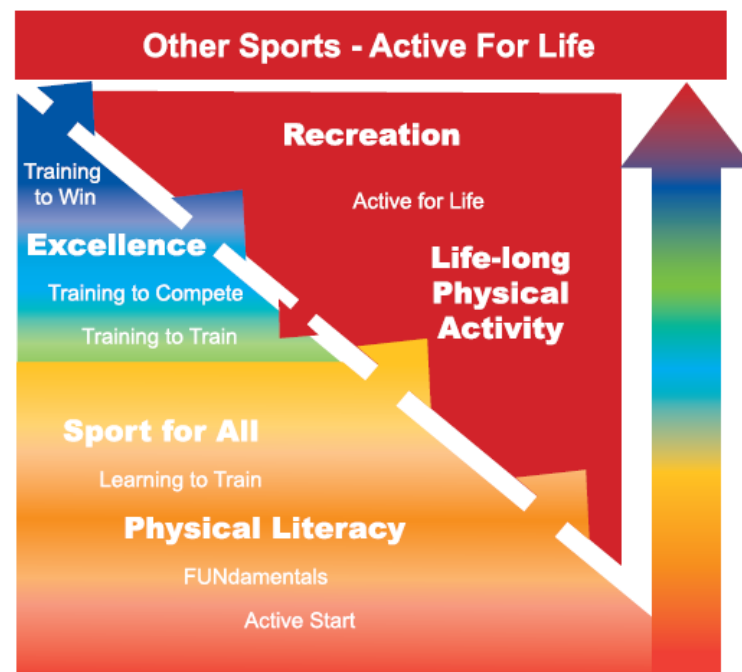 Other Sports - Active For Life
Recreation
Training
to Win
Active for Life
Excellence
Life-long
Physical
Activity
Training to Compete
Training to Train
Sport for All
Learning to Train
Physical Literacy
FUNdamentals
Active Start